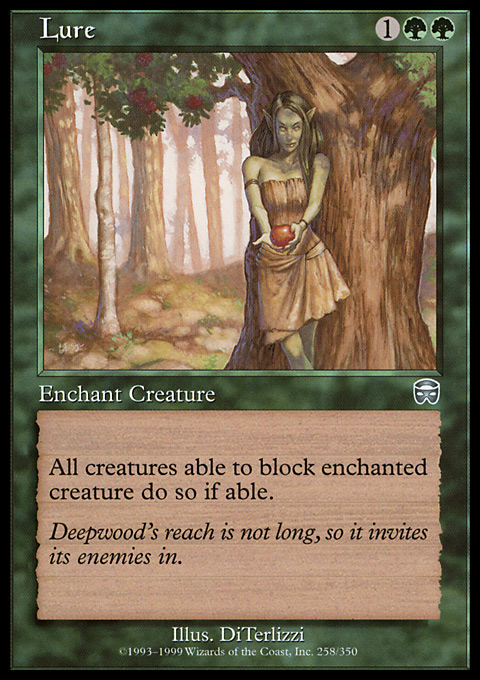 Lure
1
Enchant Creature
All creatures able to block enchanted
creature do so if able.
Deepwood's reach is not long, so it invites
its enemies in.
Illus. DiTerlizzi
©1993–1999 Wizards of the Coast, Inc. 258/350